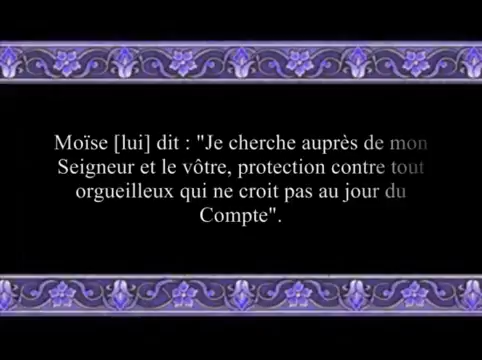 Moïse [lui] dit : "Je cherche auprès de mon
Seigneur et le vôtre, protection contre tout
orgueilleux qui ne croit pas au jour du
Compte".